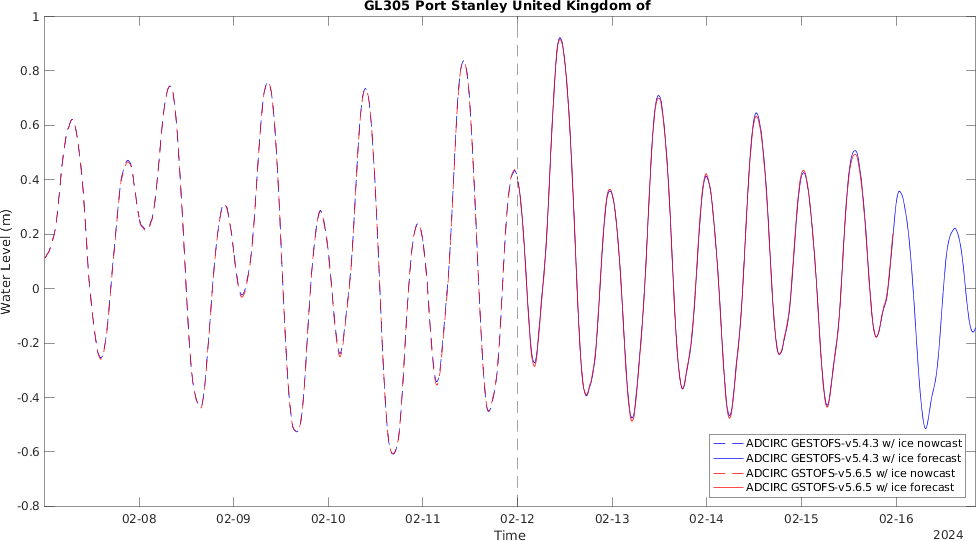 GL305 Port Stanley United Kingdom of
1
0.8
0.6
0.4
0.2
0
-0.2
-0.4
-0.6
-0.8
Water Level (m)
02-08 02-09 02-10 02-11 02-12 02-13 02-14 02-15 02-16
Time
2024
ADCIRC GESTOFS-v5.4.3 w/ ice nowcast
ADCIRC GESTOFS-v5.4.3 w/ ice forecast
ADCIRC GSTOFS-v5.6.5 w/ ice nowcast
ADCIRC GSTOFS-v5.6.5 w/ ice forecast